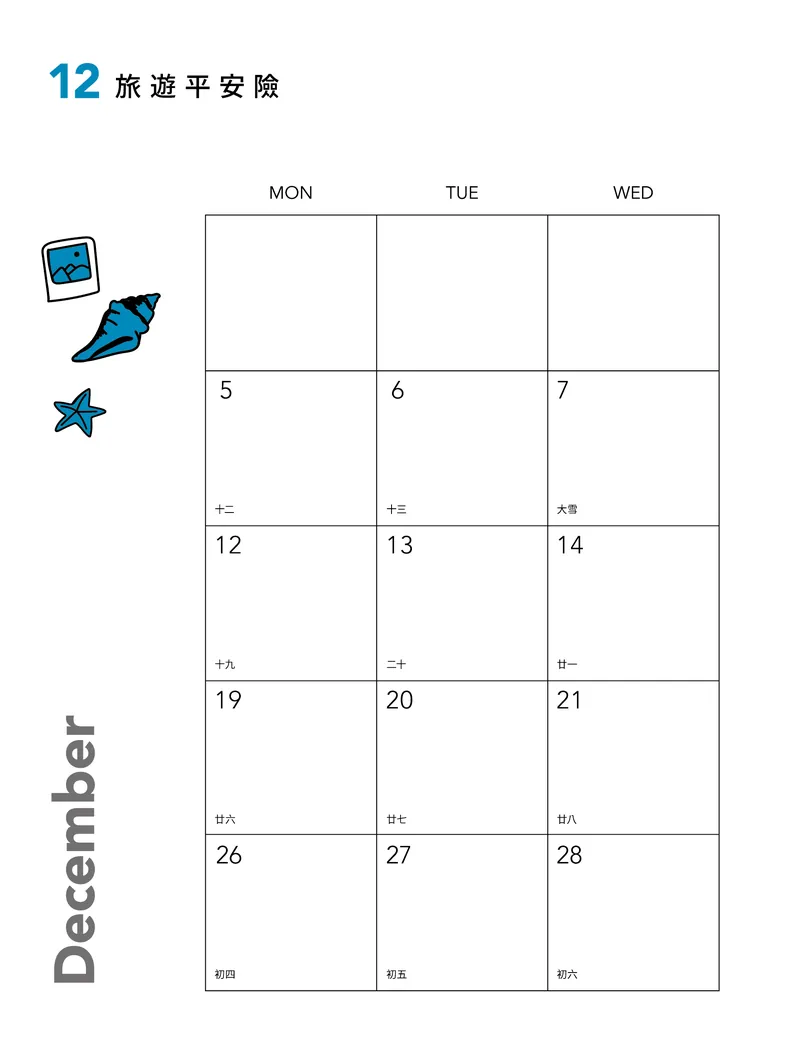 12 旅遊平安險
MON TUE WED
5 6 7
十二 十三 大雪
12 13 14
十九 二十 廿一
19 20 21
廿六 廿七 廿八
26 27 28
初四 初五 初六
December